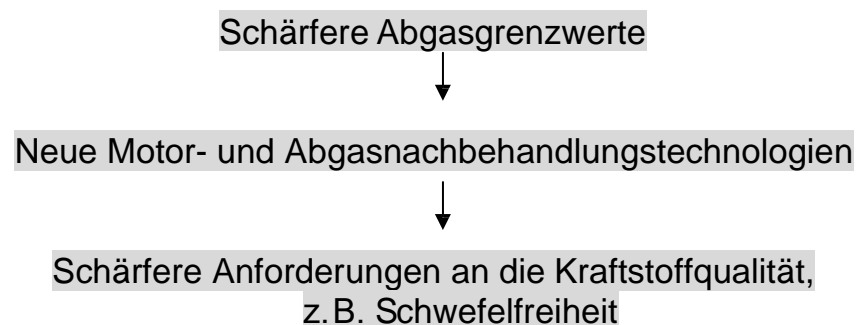 Schärfere Abgasgrenzwerte
Neue Motor- und Abgasnachbehandlungstechnologien
Schärfere Anforderungen an die Kraftstoffqualität,
z.B. Schwefelfreiheit